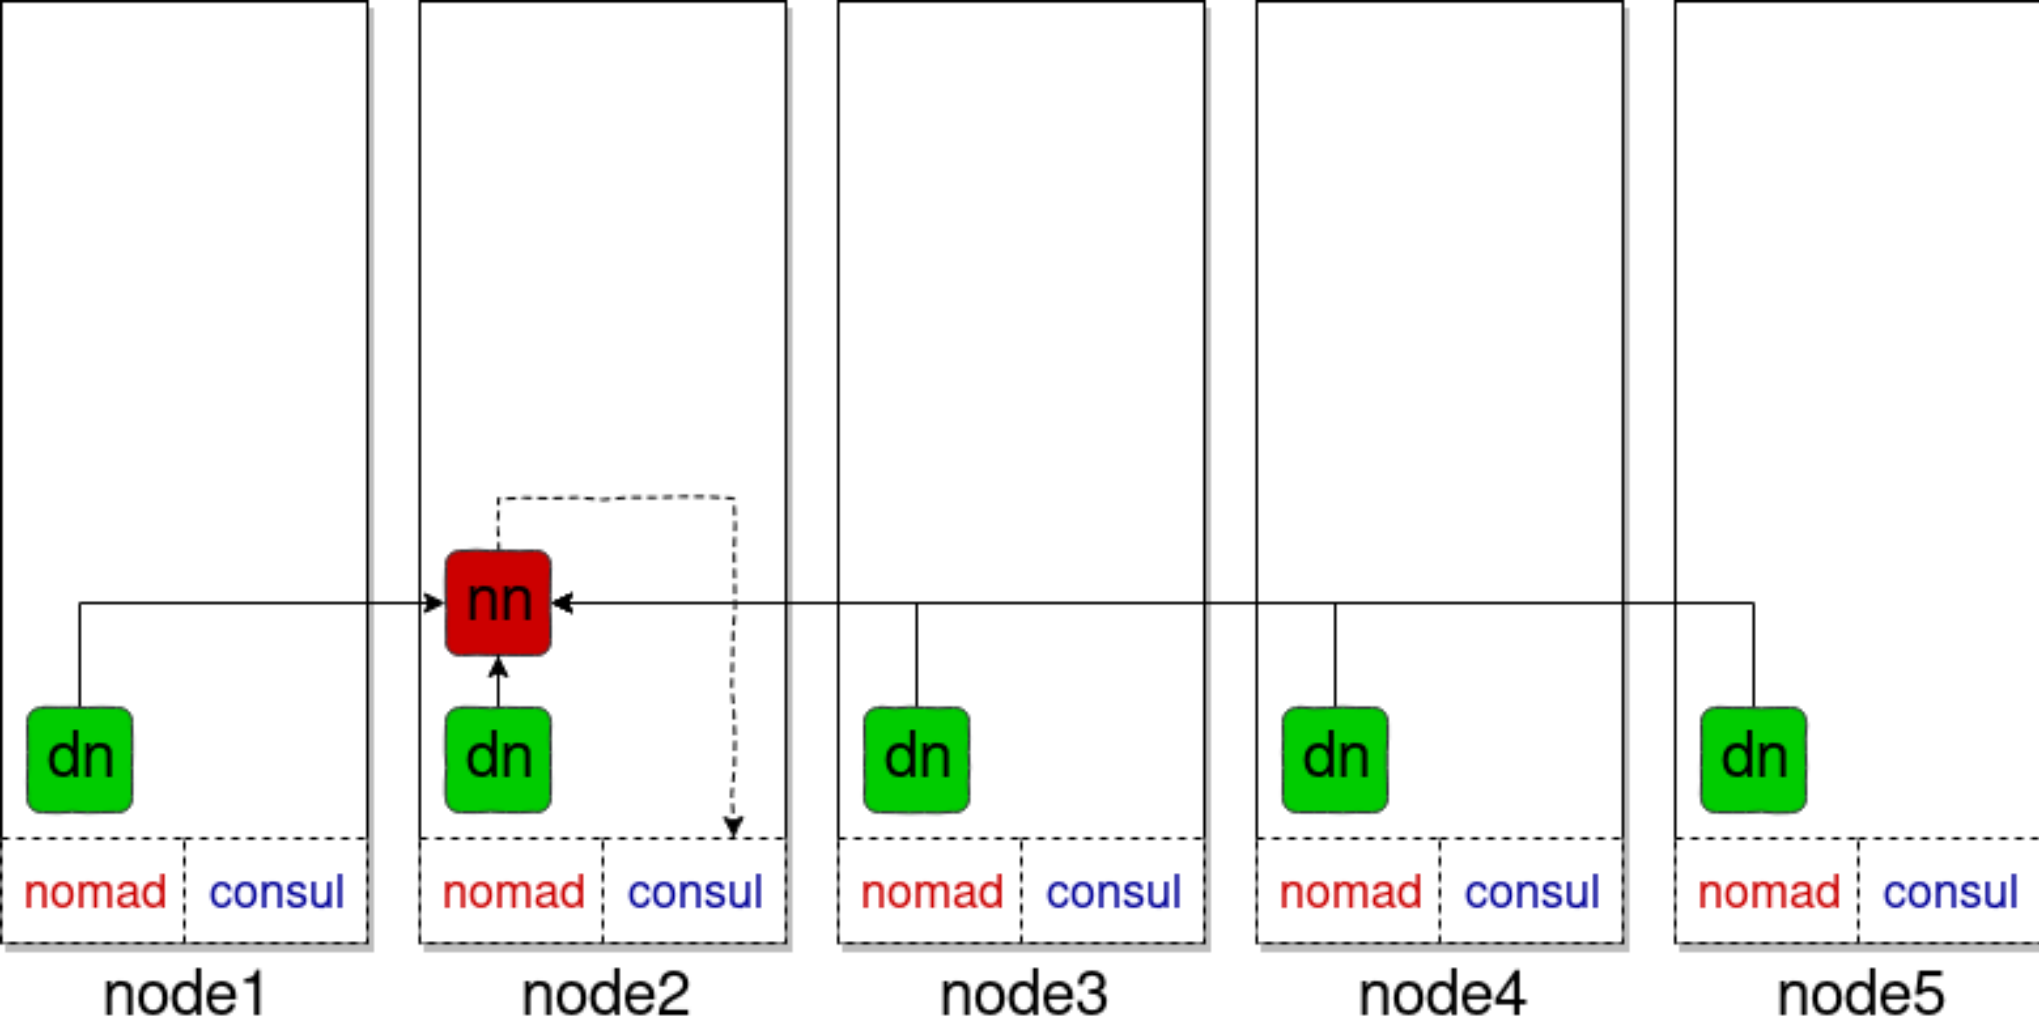 nn
dn dn dn dn dn
nomad consul nomad consul nomad consul nomad consul nomad consul
node1 node2 node3 node4 node5